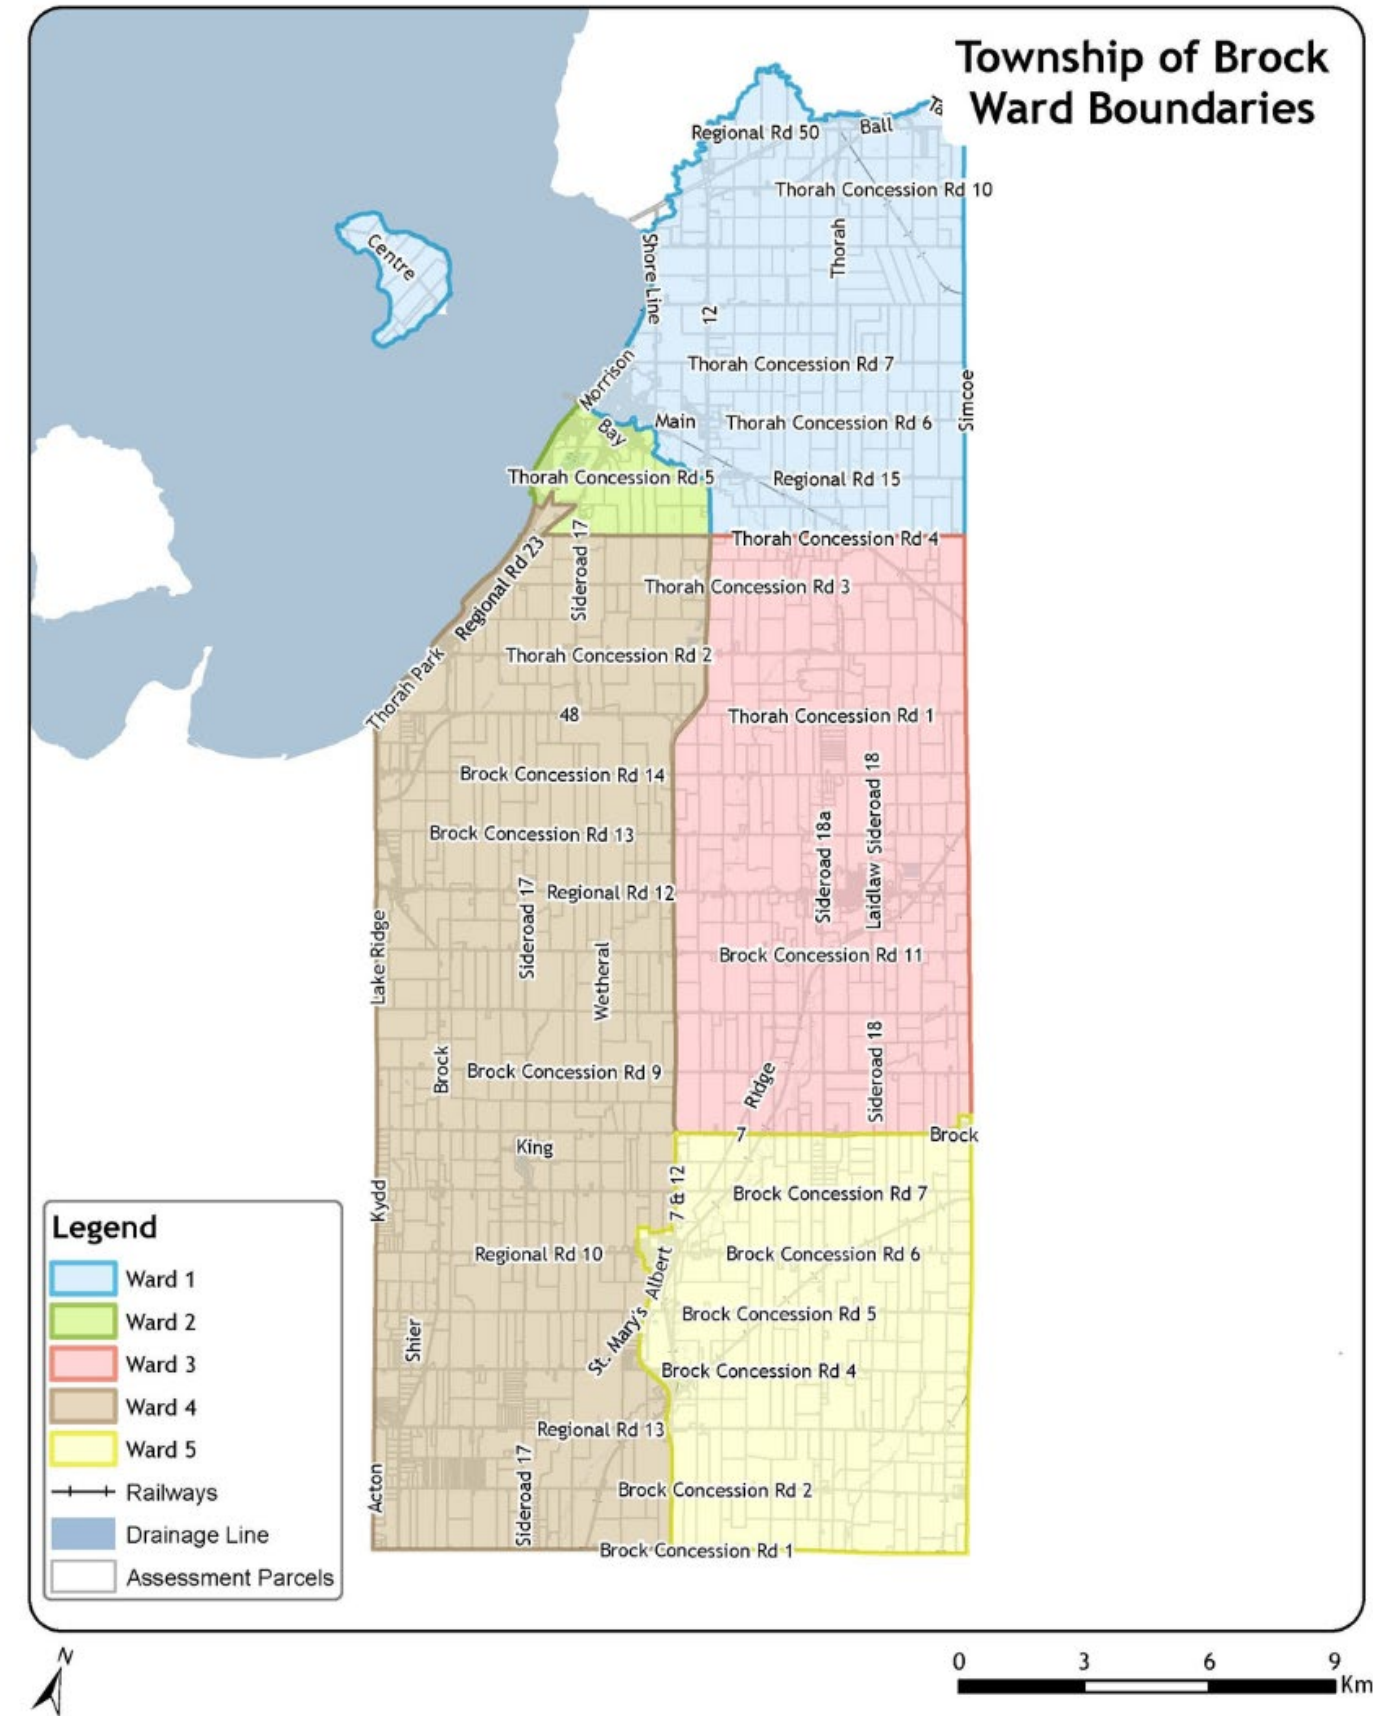 Township of Brock
Ward Boundaries
Regional Rd 50
Ball
Ta
Thorah Concession Rd 10
Thorah
Centre
Shore Line
12
Thorah Concession Rd 7
Morrison
Simcoe
Bay
Main
Thorah Concession Rd 6
Thorah Concession Rd 5
Regional Rd 15
Thorah Concession Rd 4
Regional Rd 23
Sideroad 17
Thorah Concession Rd 3
Thorah Park
Thorah Concession Rd 2
48
Thorah Concession Rd 1
Brock Concession Rd 14
Laidlaw Sideroad 18
Sideroad 18a
Brock Concession Rd 13
Regional Rd 12
Sideroad 17
Lake Ridge
Wetheral
Brock Concession Rd 11
Brock
Brock Concession Rd 9
Ridge
Sideroad 18
7
Brock
King
Kydd
7 & 12
Brock Concession Rd 7
Regional Rd 10
Albert
Brock Concession Rd 6
Shier
St. Mary's
Brock Concession Rd 5
Brock Concession Rd 4
Regional Rd 13
Acton
Sideroad 17
Brock Concession Rd 2
Brock Concession Rd 1
Legend
Ward 1
Ward 2
Ward 3
Ward 4
Ward 5
Railways
Drainage Line
Assessment Parcels
N
0 3 6 9
Km